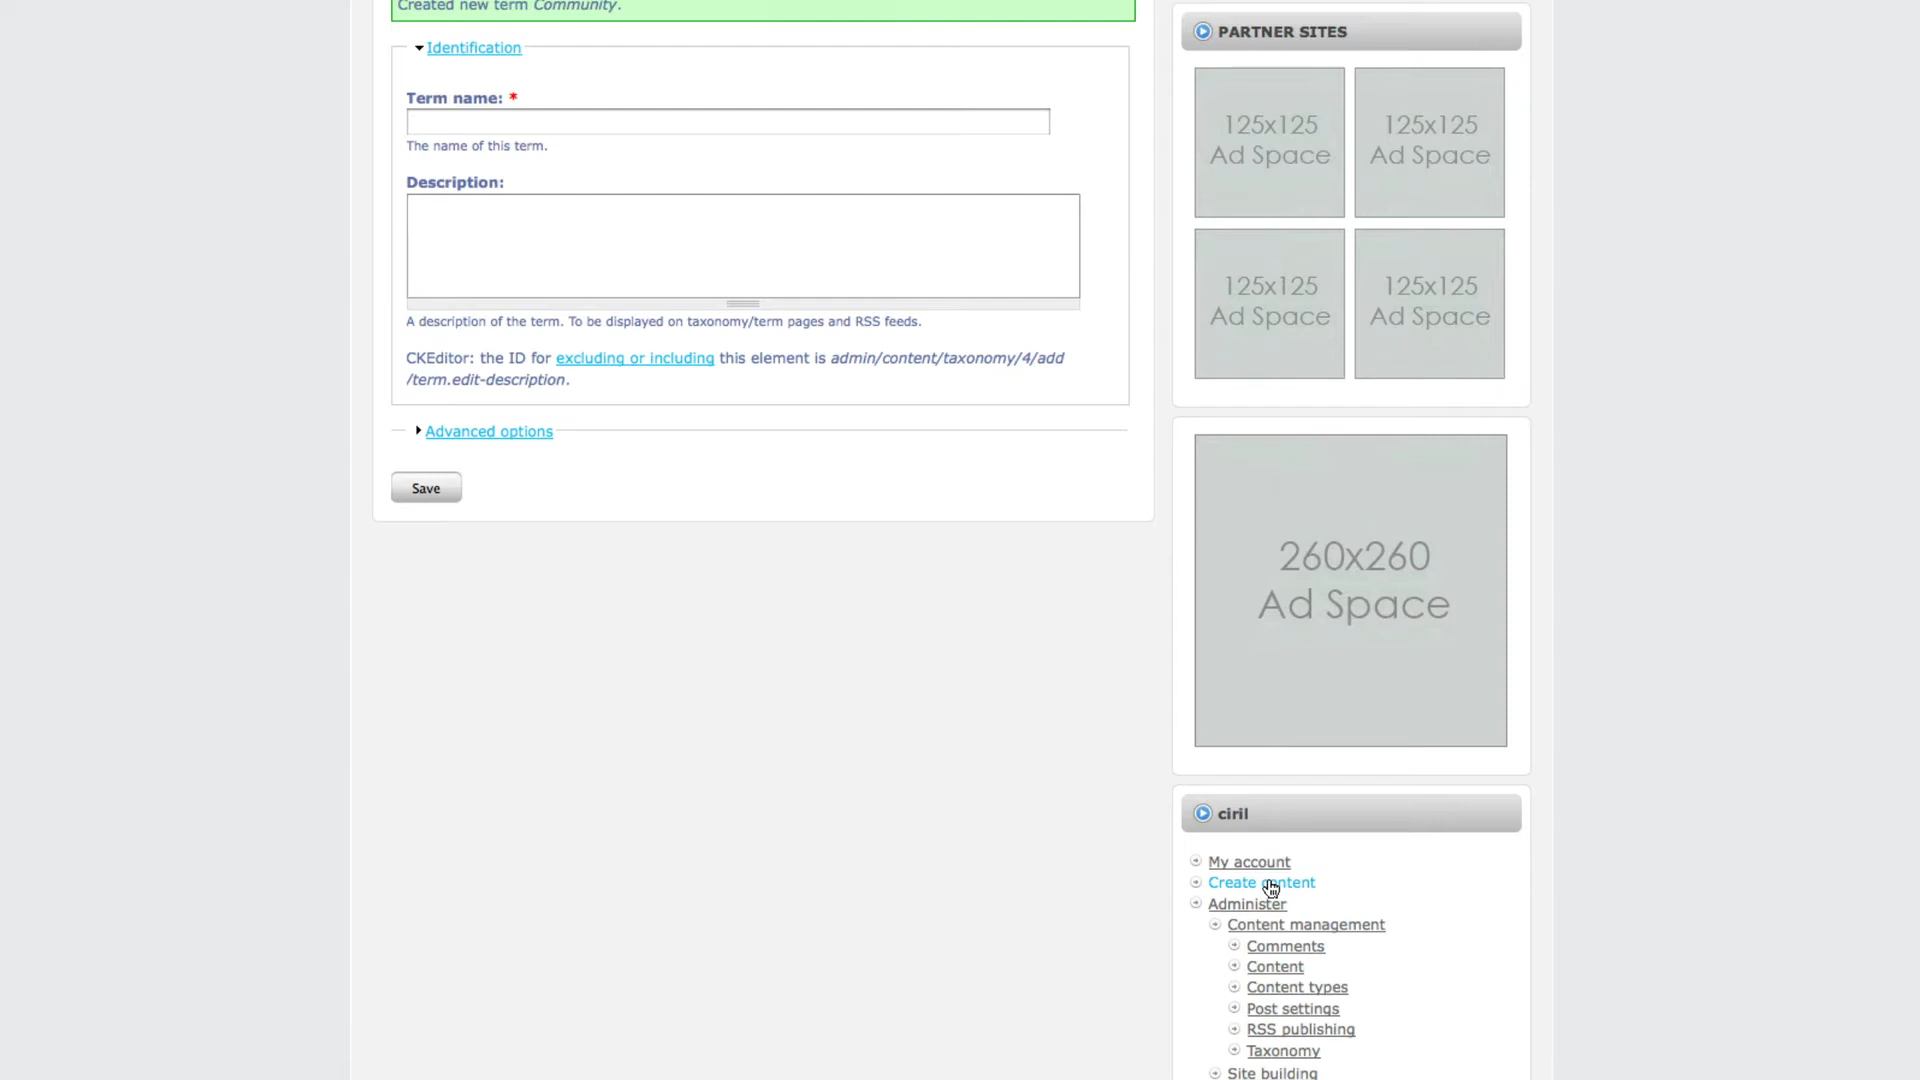 Created new term Community.
Identification
Term name: *
The name of this term.
Description:
A description of the term. To be displayed on taxonomy/term pages and RSS feeds.
CKEditor: the ID for excluding or including this element is admin/content/taxonomy/4/add
/term.edit-description.
Advanced options
Save
PARTNER SITES
125x125
Ad Space
125x125
Ad Space
125x125
Ad Space
125x125
Ad Space
260x260
Ad Space
ciril
My account
Create content
Administer
Content management
Comments
Content
Content types
Post settings
RSS publishing
Taxonomy
Site building